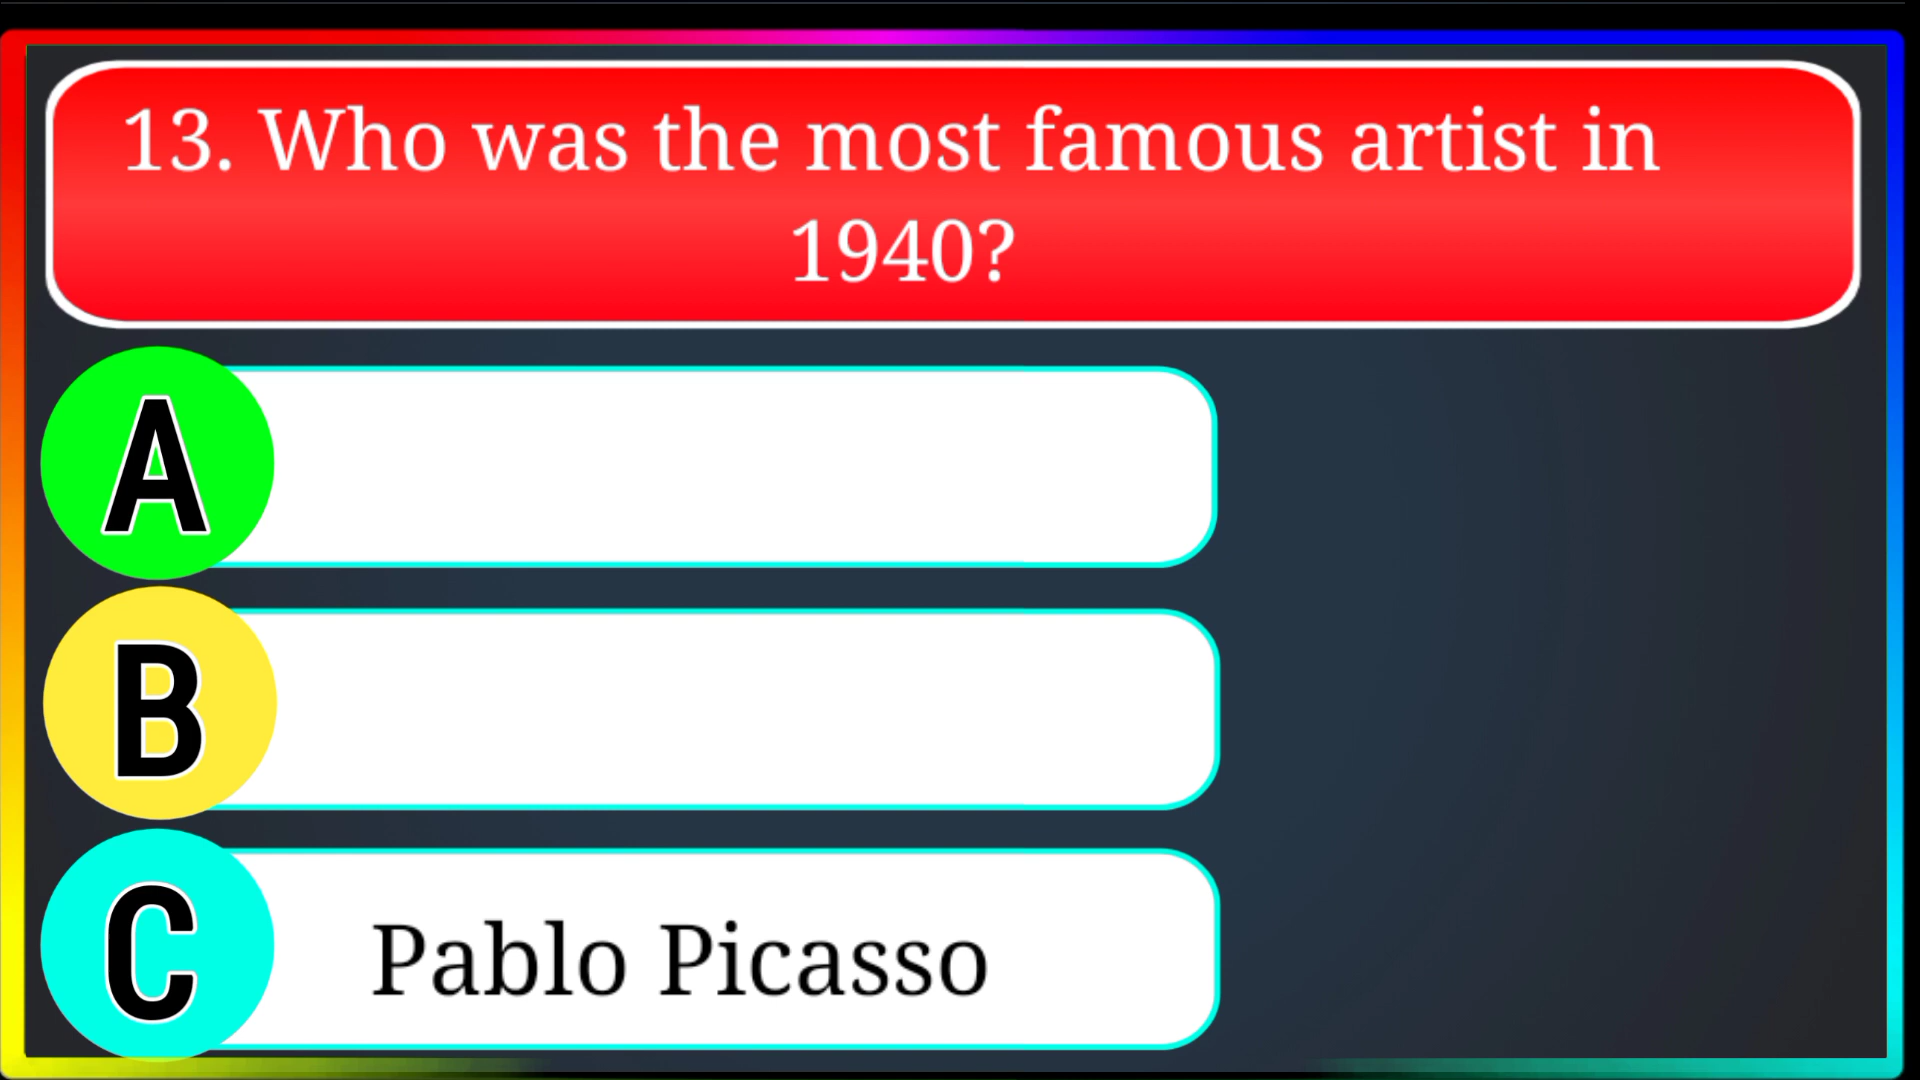 13. Who was the most famous artist in
1940?
A
B
C
Pablo Picasso